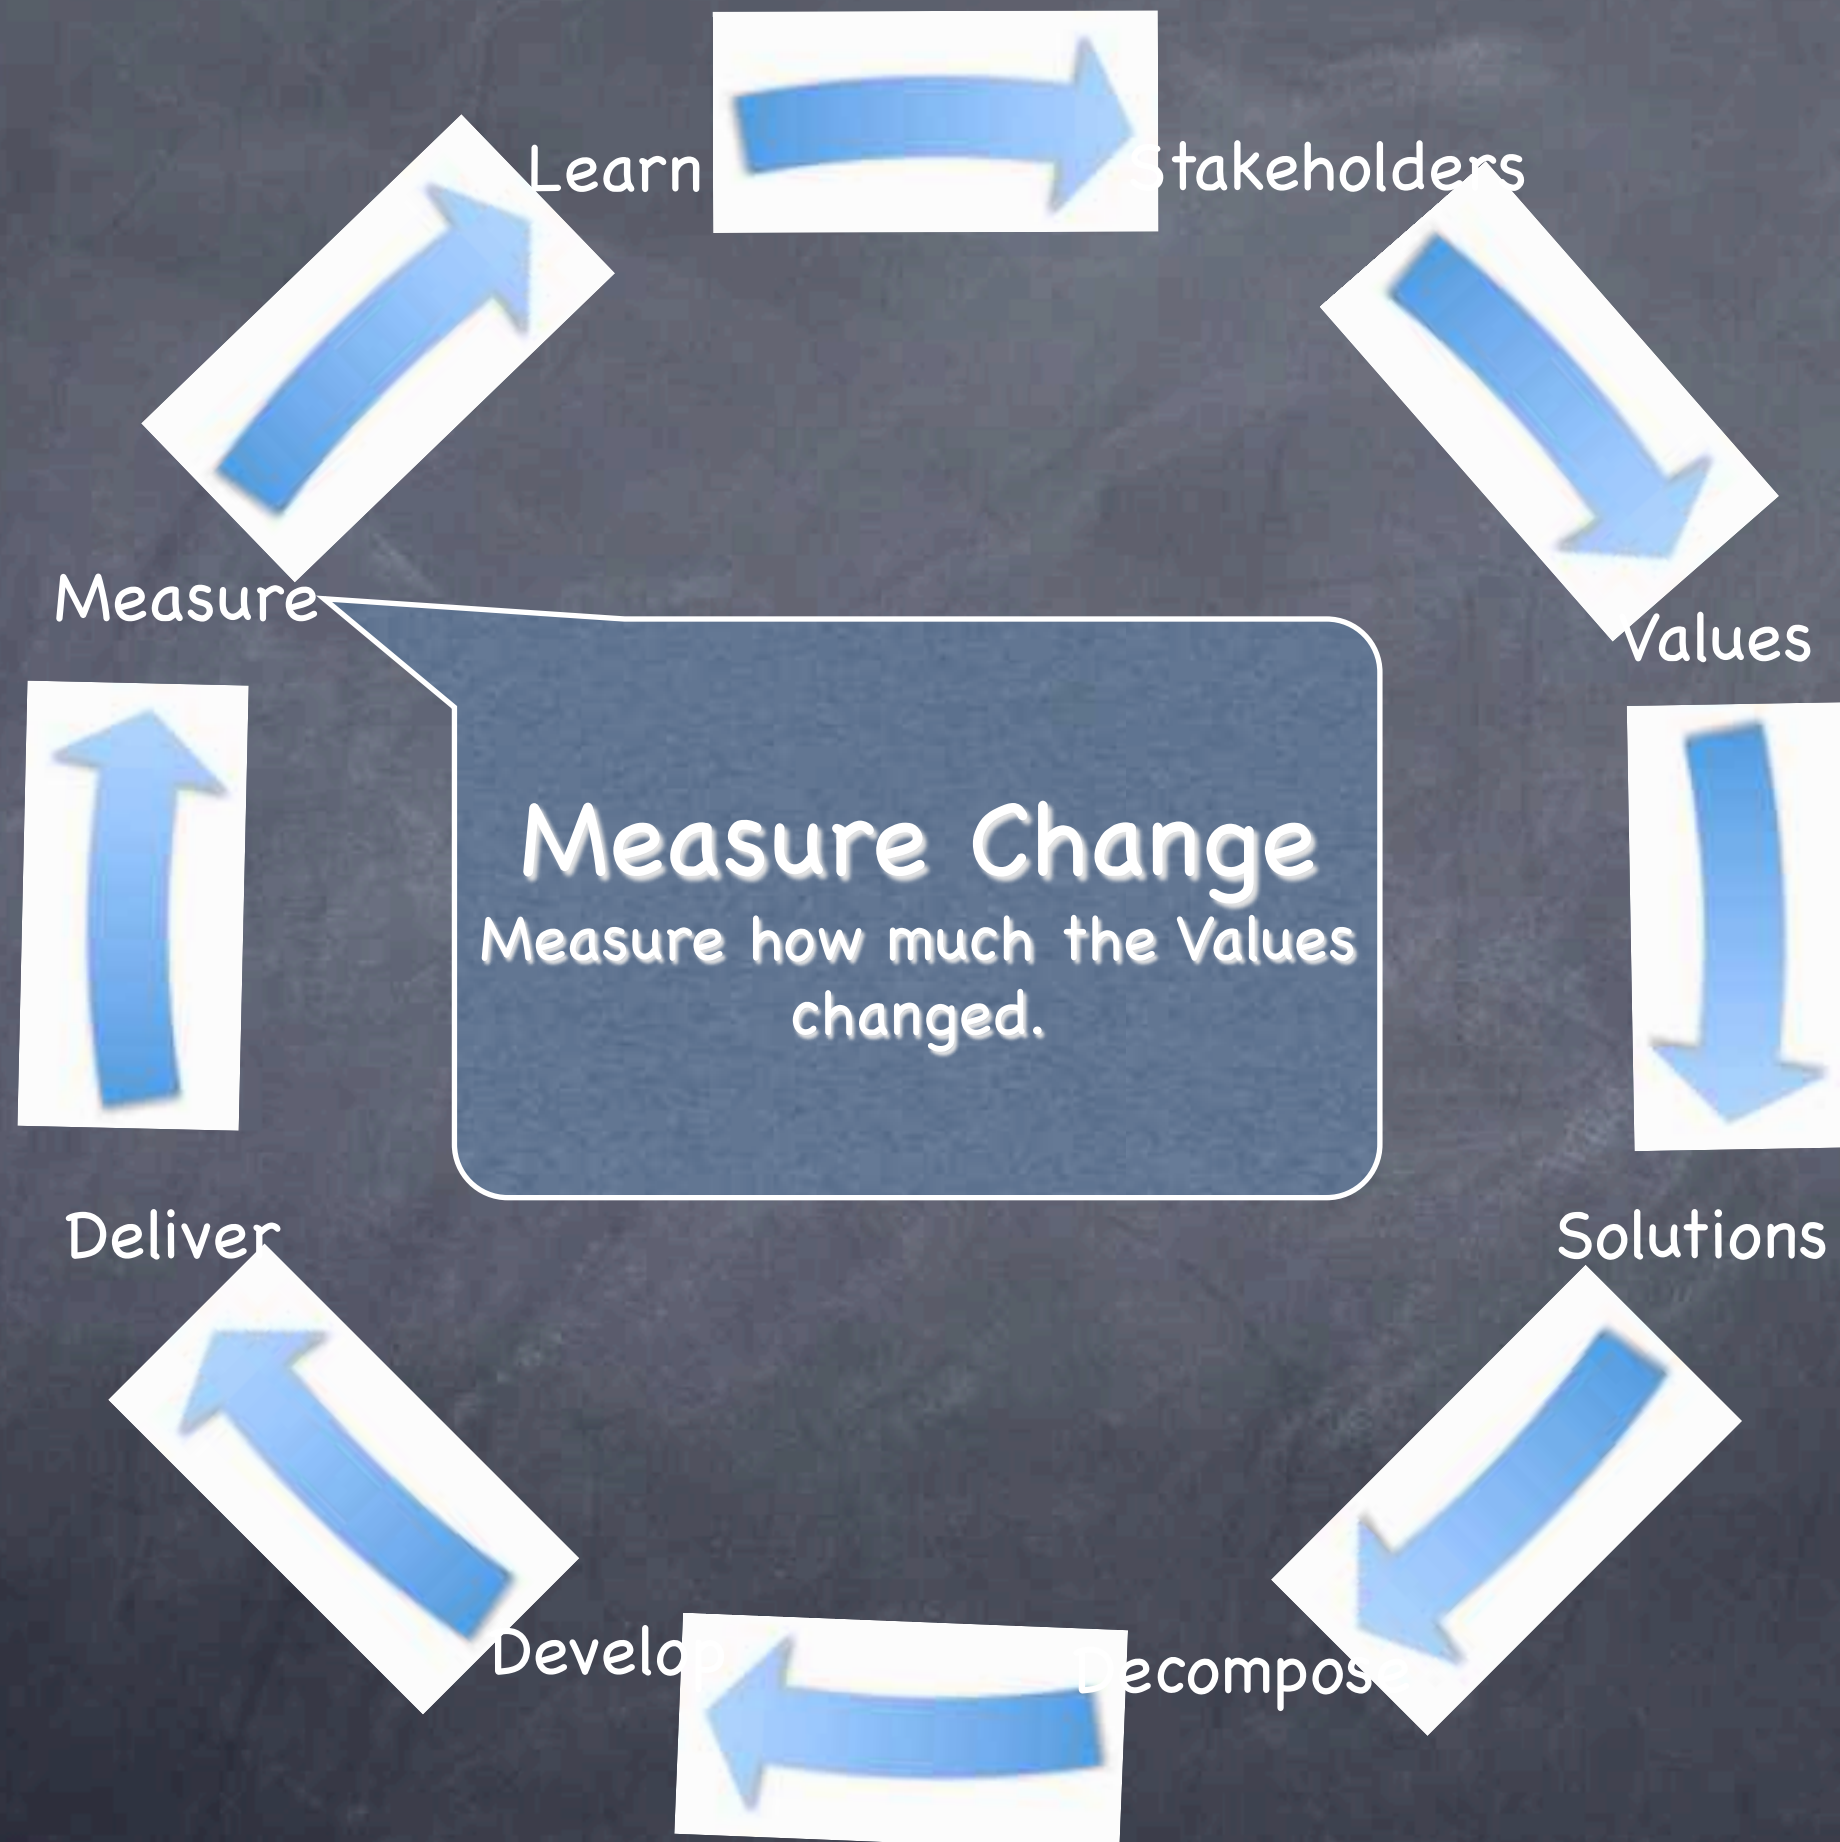 Learn
Stakeholders
Measure
Values
Measure Change
Measure how much the Values
changed.
Deliver
Solutions
Develop
Decompose